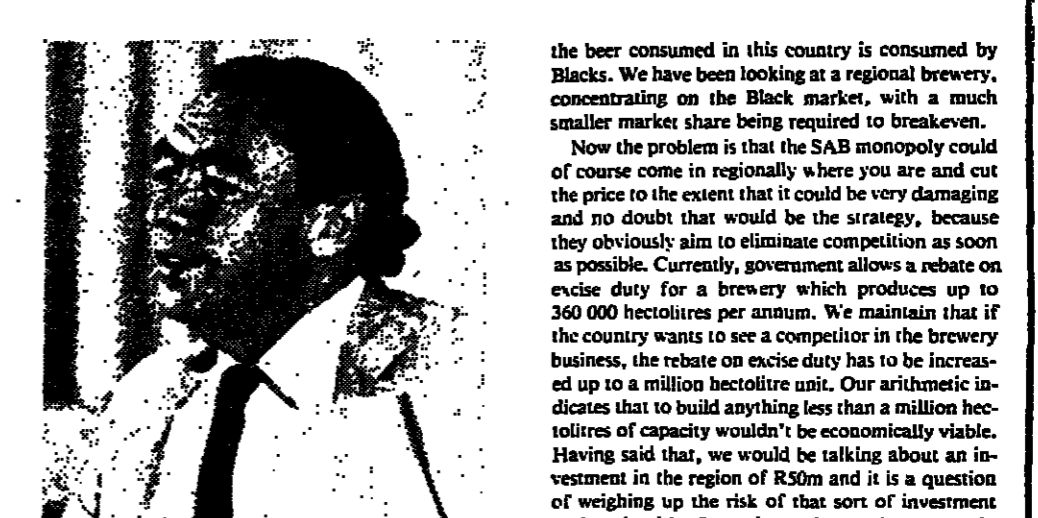 the beer consumed in this country is consumed by
Blacks. We have been looking at a regional brewery,
concentrating on the Black market, with a much
smaller market share being required to breakeven.
Now the problem is that the SAB monopoly could
of course come in regionally where you are and cut
the price to the extent that it could be very damaging
and no doubt that would be the strategy, because
they obviously aim to eliminate competition as soon
as possible. Currently, government allows a rebate on
excise duty for a brewery which produces up to
360 000 hectolitres per annum. We maintain that if
the country wants to see a competitor in the brewery
business, the rebate on excise duty has to be increas-
ed up to a million hectolitre unit. Our arithmetic in-
dicates that to build anything less than a million hec-
tolitres of capacity wouldn't be economically viable.
Having said that, we would be talking about an in-
vestment in the region of R50m and it is a question
of weighing up the risk of that sort of investment